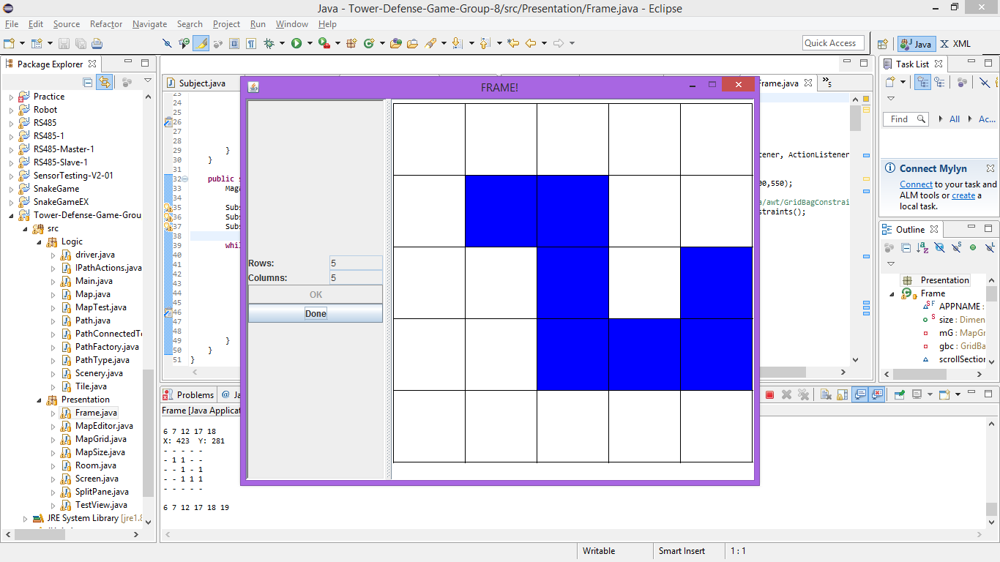 Java - Tower-Defense-Game-Group-8/src/Presentation/Frame.java - Eclipse
File Edit Source Refactor Navigate Search Project Run Window Help
Quick Access
Java
XML
Package Explorer
Practice
Robot
RS485
RS485-1
RS485-Master-1
RS485-Slave-1
SensorTesting-V2-01
SnakeGame
SnakeGameEX
Tower-Defense-Game-Grou
src
Logic
driver.java
IPathActions.java
Main.java
Map.java
MapTest.java
Path.java
PathConnectedTe
PathFactory.java
PathType.java
Scenery.java
Tile.java
Presentation
Frame.java
MapEditor.java
MapGrid.java
MapSize.java
Room.java
Screen.java
SplitPane.java
TestView.java
JRE System Library [jre1.8
Subject.java
Frame.java
5
23
24
25
26
27
28
29 }
30 }
31
32 public s
33 Maga
34
35 Subs
36 Subs
37 Subs
38
39 whil
40
41
42
43
44
45
46
47
48
49 }
50 }
51 }
tener, ActionListener
00,550);
a/awt/GridBagConstrai
straints();
FRAME!
Rows: 5
Columns: 5
OK
Done
Problems
@ Ja
Frame [Java Applicat
6 7 12 17 18
X: 423 Y: 281
- - - - -
- 1 1 - -
- - 1 - 1
- - 1 1 1
- - - - -
6 7 12 17 18 19
Task List
Find
All
Ac...
Connect Mylyn
Connect to your task and
ALM tools or create a
local task.
Outline
Presentation
Frame
APPNAME :
size : Dimen
mG : MapGr
gbc : GridBa
scrollSection
Writable
Smart Insert
1 : 1